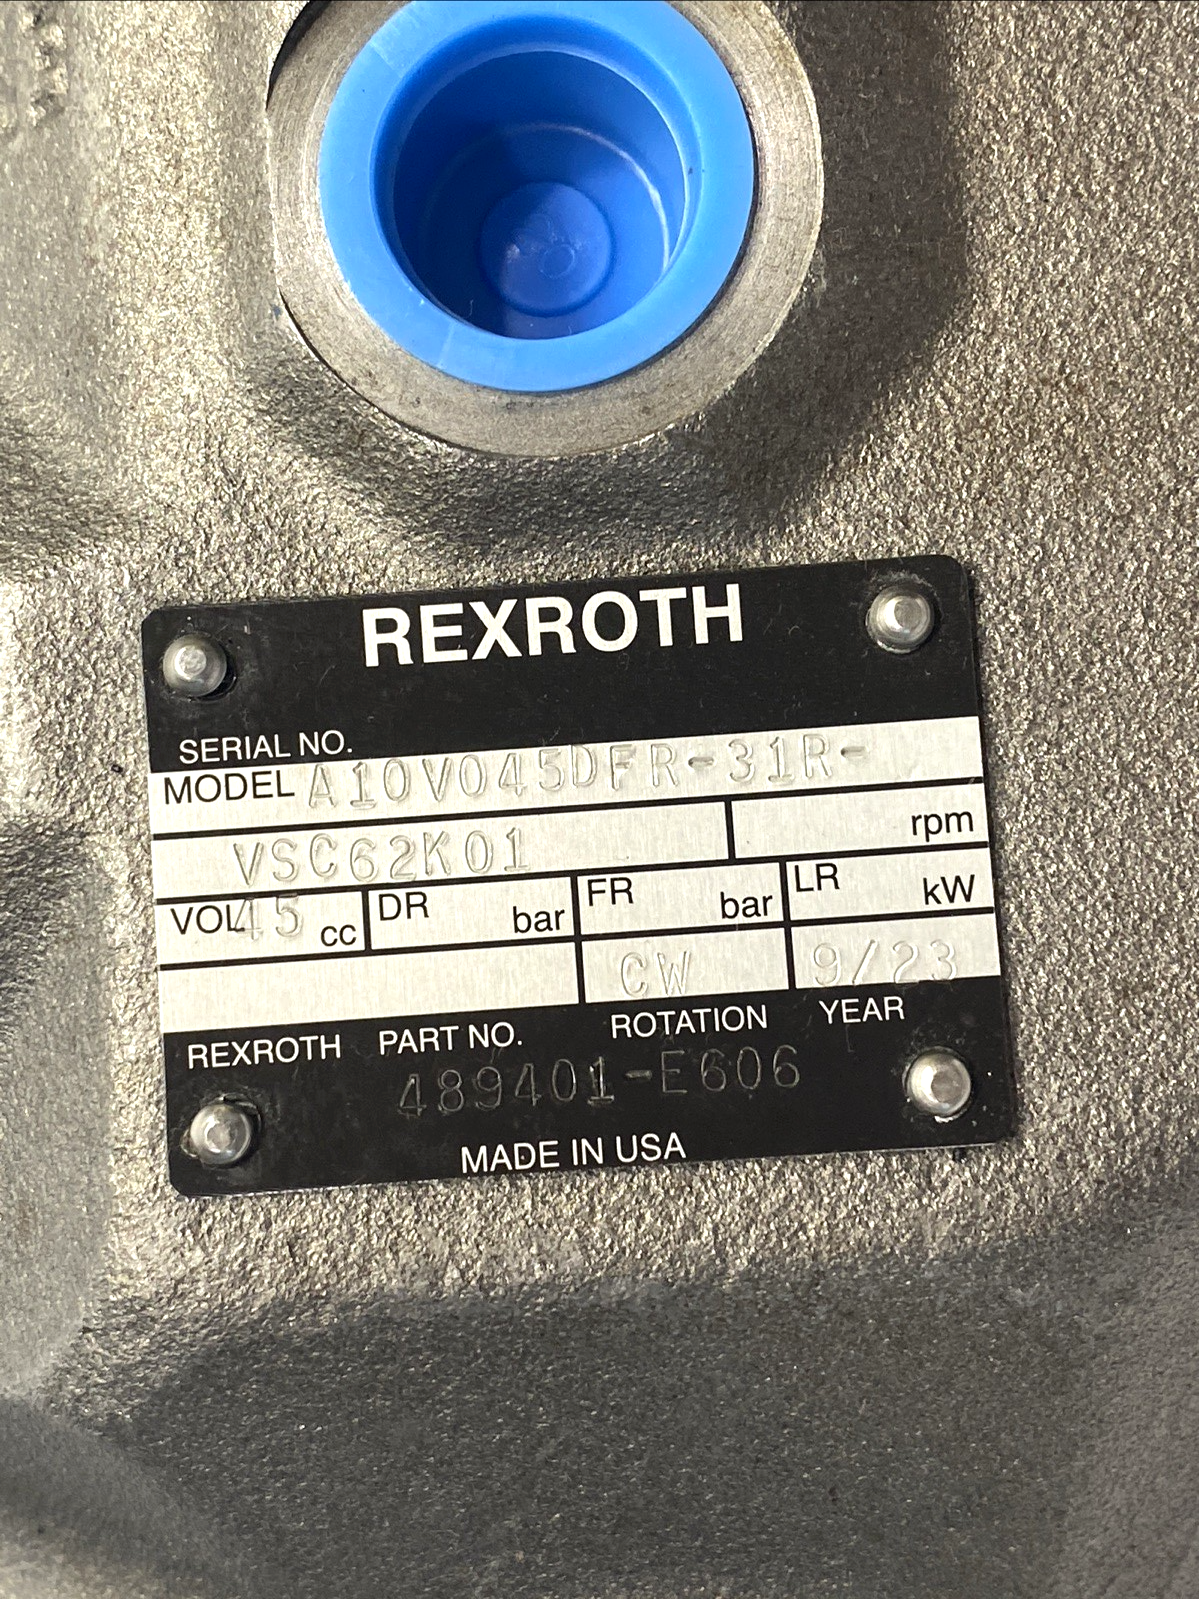 REXROTH
SERIAL NO.
MODEL A10VO45DFR-31R-
VSC62K01 rpm
VOL 45 cc DR bar FR bar LR kW
CW 9/23
REXROTH PART NO. ROTATION YEAR
489401-E606
MADE IN USA